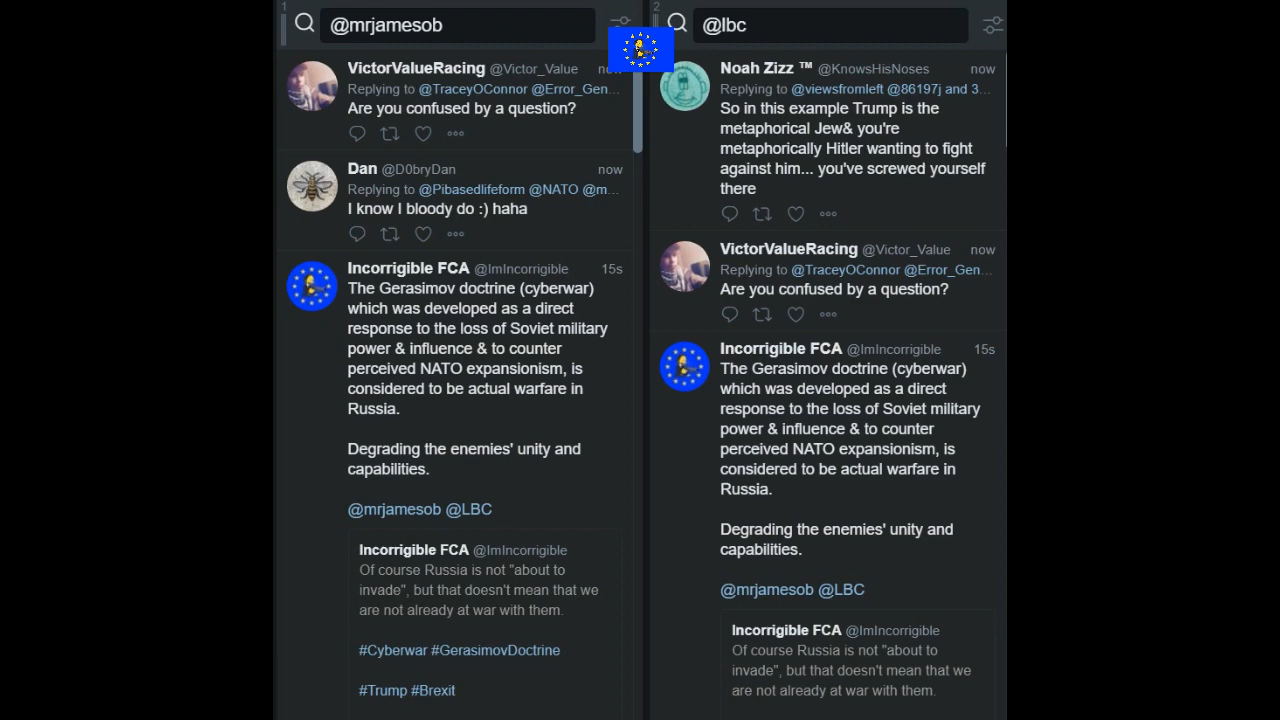 1
@mrjamesob
VictorValueRacing @Victor_Value
Replying to @TraceyOConnor @Error_Gen...
Are you confused by a question?
Dan @D0bryDan now
Replying to @Pibasedlifeform @NATO @m...
I know I bloody do :) haha
Incorrigible FCA @ImIncorrigible 15s
The Gerasimov doctrine (cyberwar)
which was developed as a direct
response to the loss of Soviet military
power & influence & to counter
perceived NATO expansionism, is
considered to be actual warfare in
Russia.
Degrading the enemies' unity and
capabilities.
@mrjamesob @LBC
Incorrigible FCA @ImIncorrigible
Of course Russia is not "about to
invade", but that doesn't mean that we
are not already at war with them.
#Cyberwar #GerasimovDoctrine
#Trump #Brexit
2
@lbc
Noah Zizz ™ @KnowsHisNoses now
Replying to @viewsfromleft @86197j and 3...
So in this example Trump is the
metaphorical Jew& you're
metaphorically Hitler wanting to fight
against him... you've screwed yourself
there
VictorValueRacing @Victor_Value now
Replying to @TraceyOConnor @Error_Gen...
Are you confused by a question?
Incorrigible FCA @ImIncorrigible 15s
The Gerasimov doctrine (cyberwar)
which was developed as a direct
response to the loss of Soviet military
power & influence & to counter
perceived NATO expansionism, is
considered to be actual warfare in
Russia.
Degrading the enemies' unity and
capabilities.
@mrjamesob @LBC
Incorrigible FCA @ImIncorrigible
Of course Russia is not "about to
invade", but that doesn't mean that we
are not already at war with them.